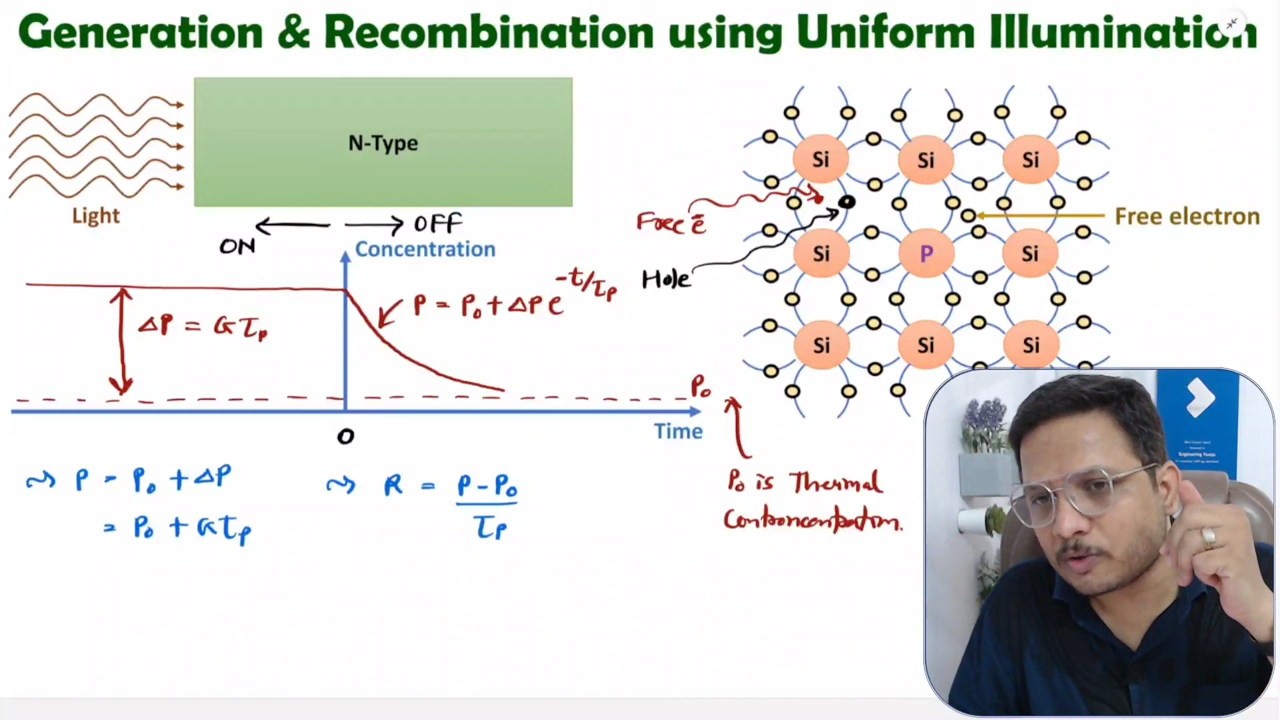 Generation & Recombination using Uniform Illumination
N-Type
Light
ON
OFF
Concentration
ΔP = Gτp
P = P₀ + ΔP e^(-t/τp)
P₀
Time
0
P₀ is Thermal
~> P = P₀ + ΔP
= P₀ + Gτp
~> R = (P - P₀) / τp
Si
Si
Si
Free ē
Hole
Free electron
Si
P
Si
Si
Si
Si
Engineering Funda